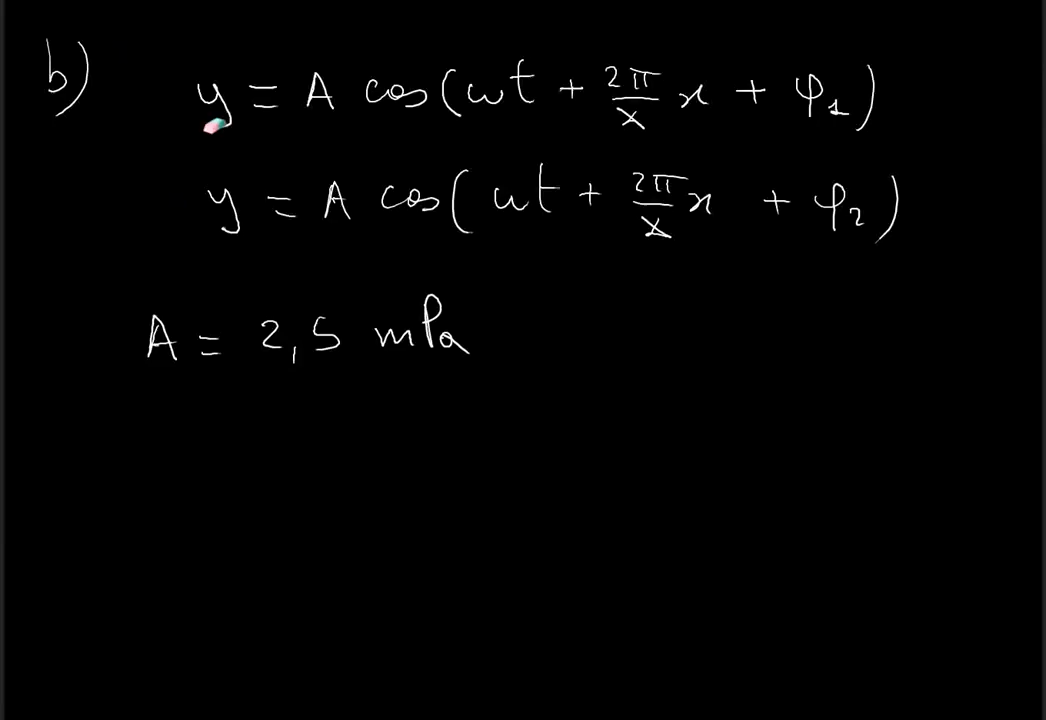 b) y = A cos(ωt + 2π/λ x + φ₁)
y = A cos(ωt + 2π/λ x + φ₂)
A = 2,5 mPa